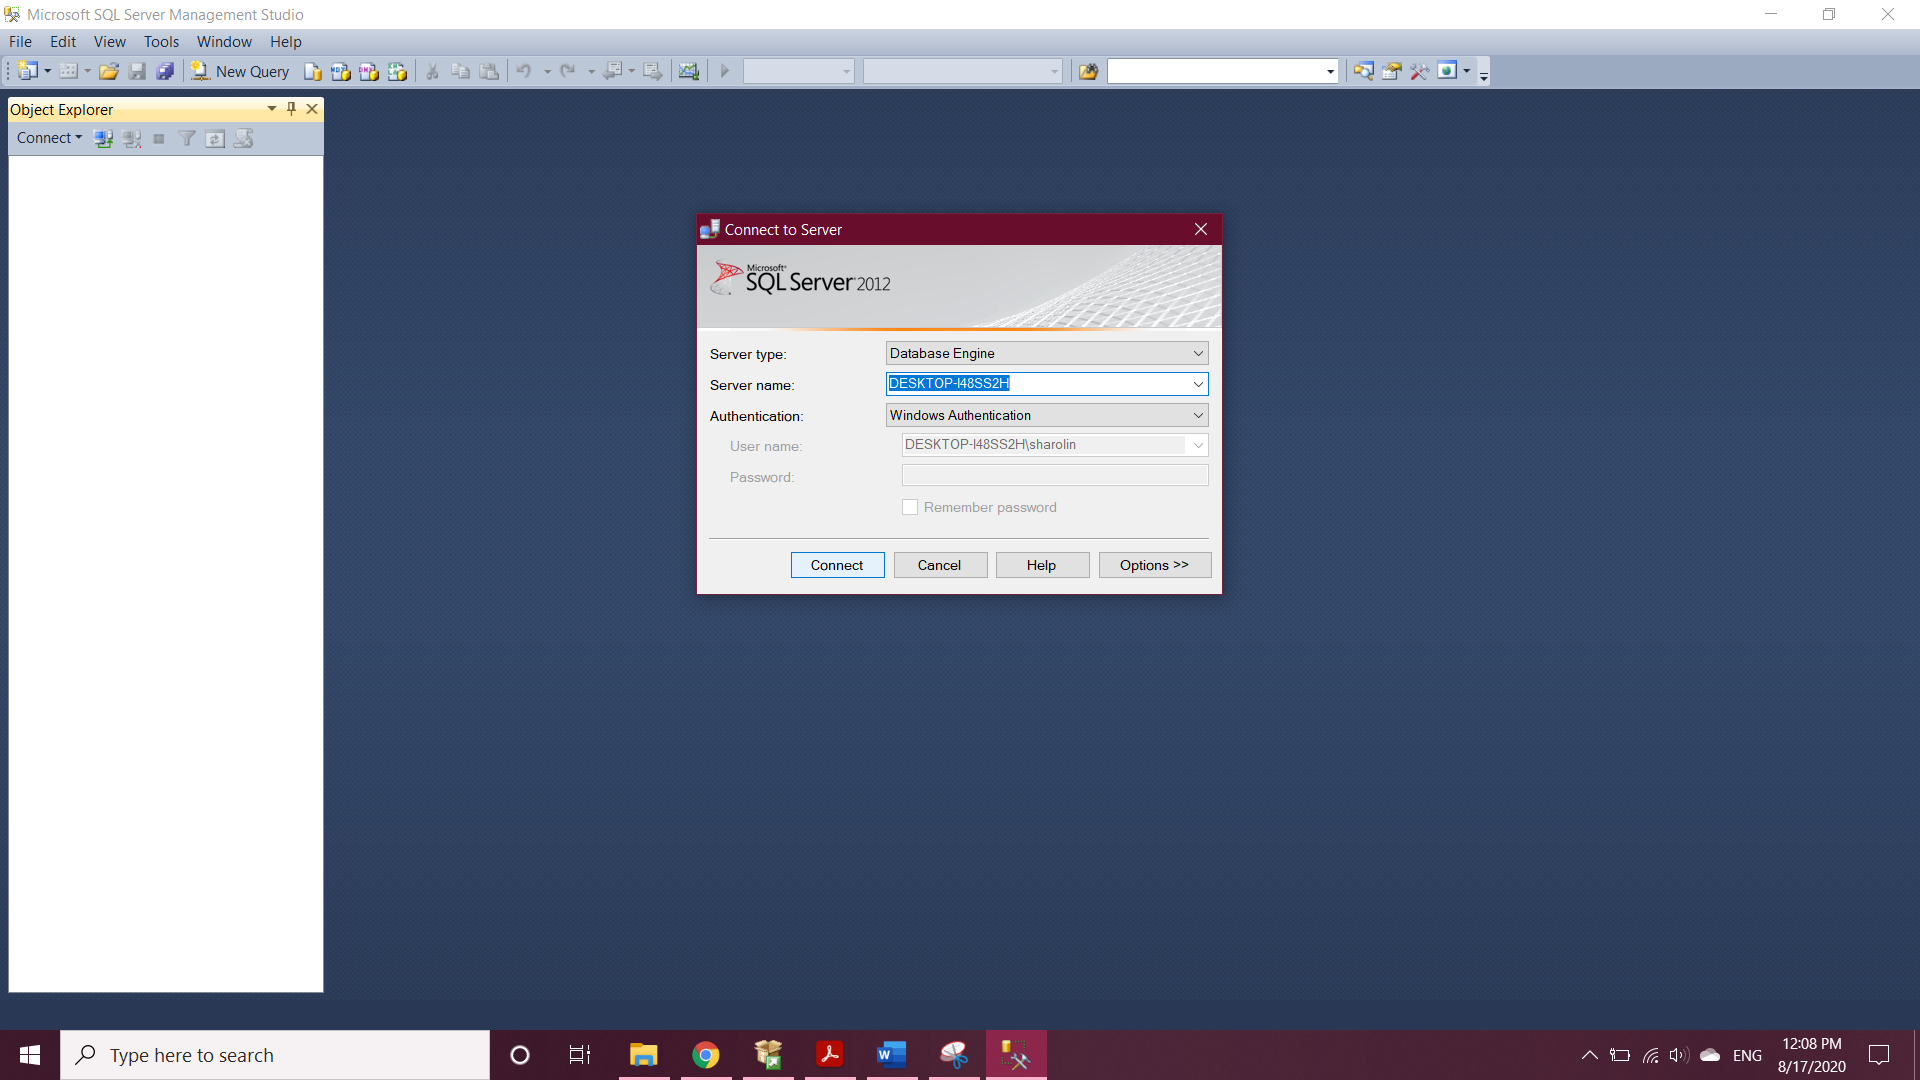 Microsoft SQL Server Management Studio
File Edit View Tools Window Help
New Query
Object Explorer
Connect
Connect to Server
Microsoft
SQL Server 2012
Server type: Database Engine
Server name: DESKTOP-I48SS2H
Authentication: Windows Authentication
User name: DESKTOP-I48SS2H\sharolin
Password:
Remember password
Connect Cancel Help Options >>
Type here to search
ENG
12:08 PM
8/17/2020